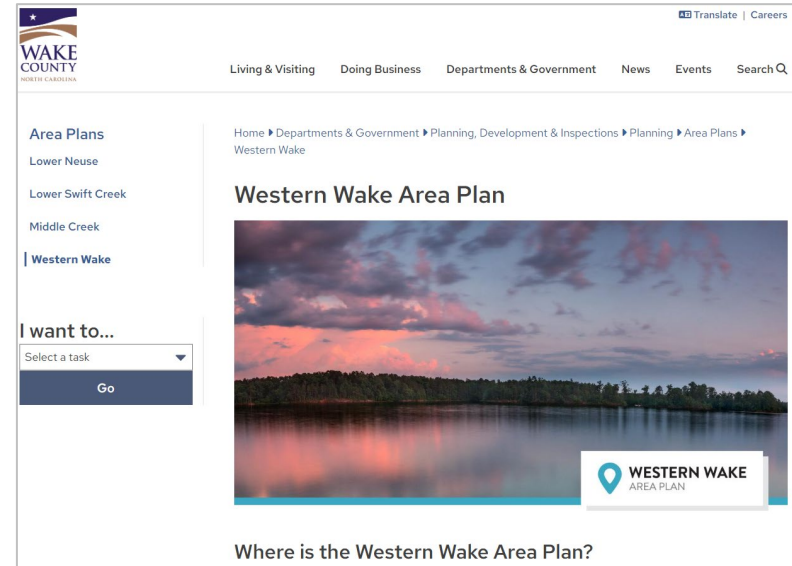 Translate | Careers
WAKE
COUNTY
NORTH CAROLINA
Living & Visiting Doing Business Departments & Government News Events Search
Area Plans
Lower Neuse
Lower Swift Creek
Middle Creek
Western Wake
I want to...
Select a task
Go
Home Departments & Government Planning, Development & Inspections Planning Area Plans
Western Wake
Western Wake Area Plan
WESTERN WAKE
AREA PLAN
Where is the Western Wake Area Plan?